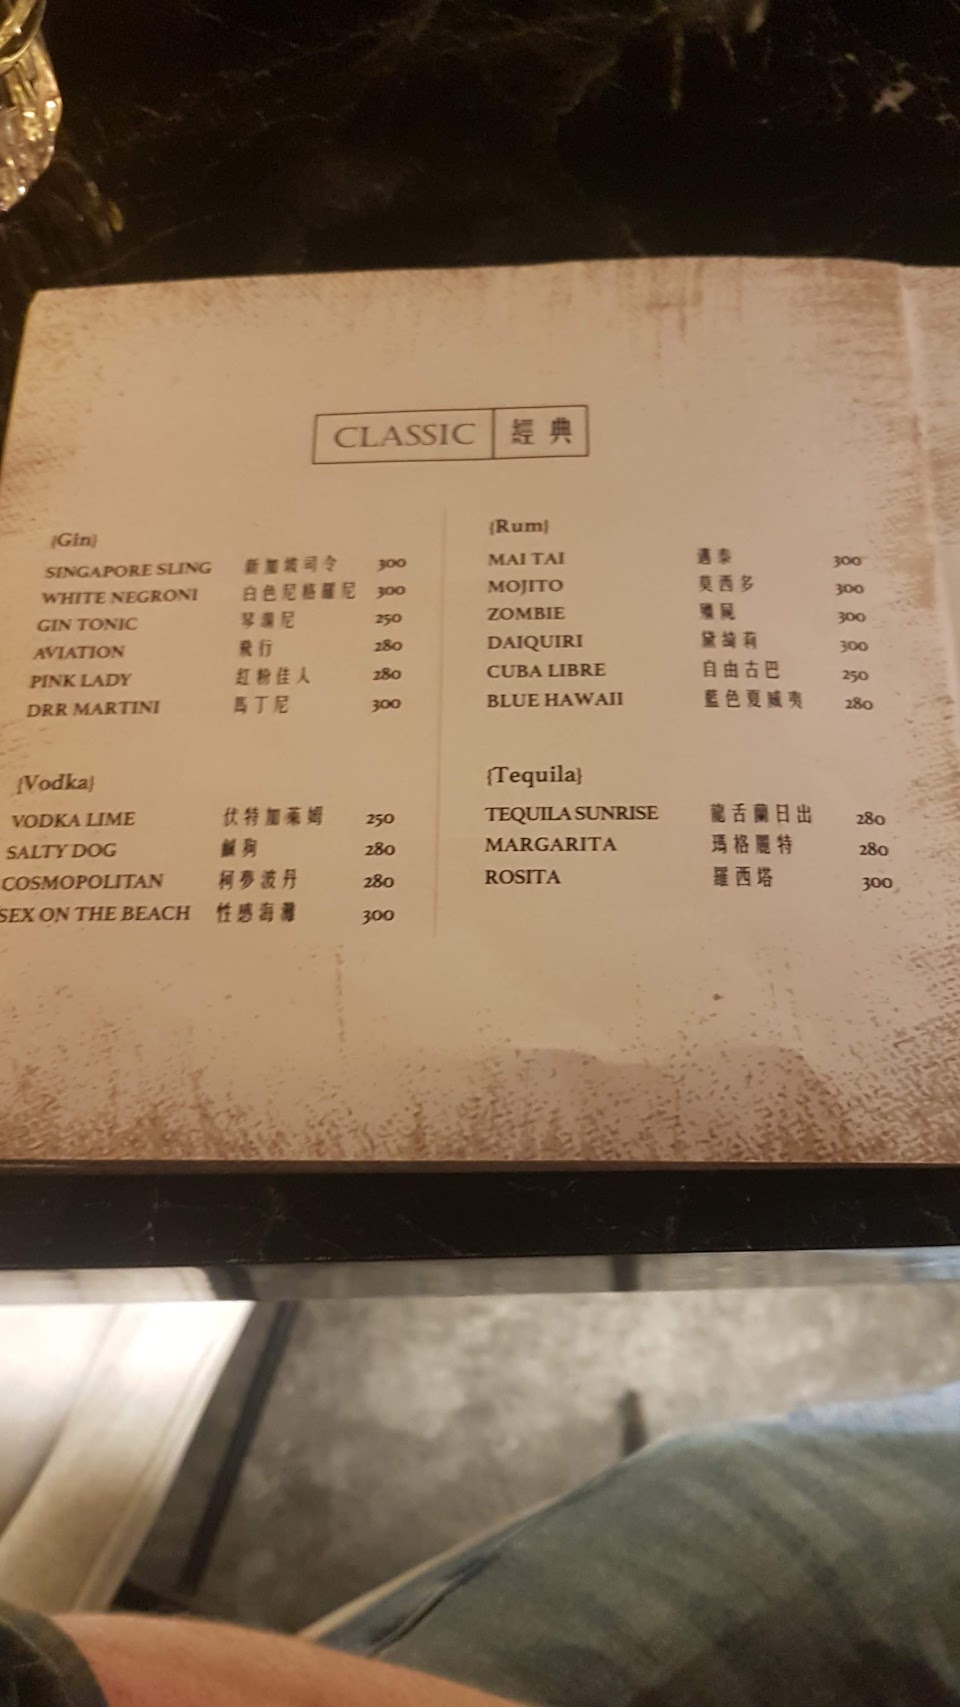 CLASSIC 經典
{Gin}
SINGAPORE SLING 新加坡司令 300
WHITE NEGRONI 白色尼格羅尼 300
GIN TONIC 琴湯尼 250
AVIATION 飛行 280
PINK LADY 紅粉佳人 280
DRR MARTINI 馬丁尼 300
{Vodka}
VODKA LIME 伏特加萊姆 250
SALTY DOG 鹹狗 280
COSMOPOLITAN 柯夢波丹 280
SEX ON THE BEACH 性感海灘 300
{Rum}
MAI TAI 邁泰 300
MOJITO 莫西多 300
ZOMBIE 殭屍 300
DAIQUIRI 黛綺莉 300
CUBA LIBRE 自由古巴 250
BLUE HAWAII 藍色夏威夷 280
{Tequila}
TEQUILA SUNRISE 龍舌蘭日出 280
MARGARITA 瑪格麗特 280
ROSITA 羅西塔 300